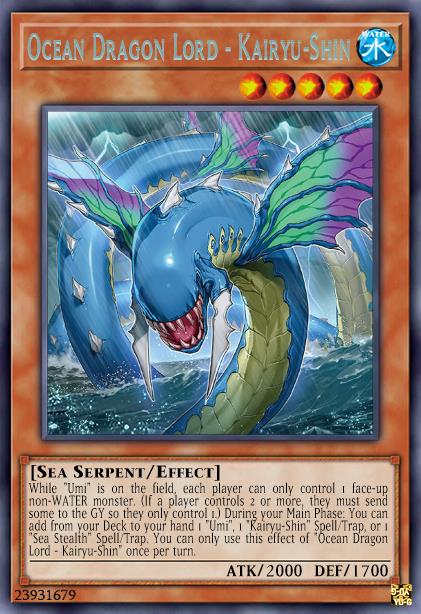 Ocean Dragon Lord - Kairyu-Shin
WATER
水
[Sea Serpent/Effect]
While "Umi" is on the field, each player can only control 1 face-up
non-WATER monster. (If a player controls 2 or more, they must send
some to the GY so they only control 1.) During your Main Phase: You can
add from your Deck to your hand 1 "Umi", 1 "Kairyu-Shin" Spell/Trap, or 1
"Sea Stealth" Spell/Trap. You can only use this effect of "Ocean Dragon
Lord - Kairyu-Shin" once per turn.
ATK/2000 DEF/1700
23931679